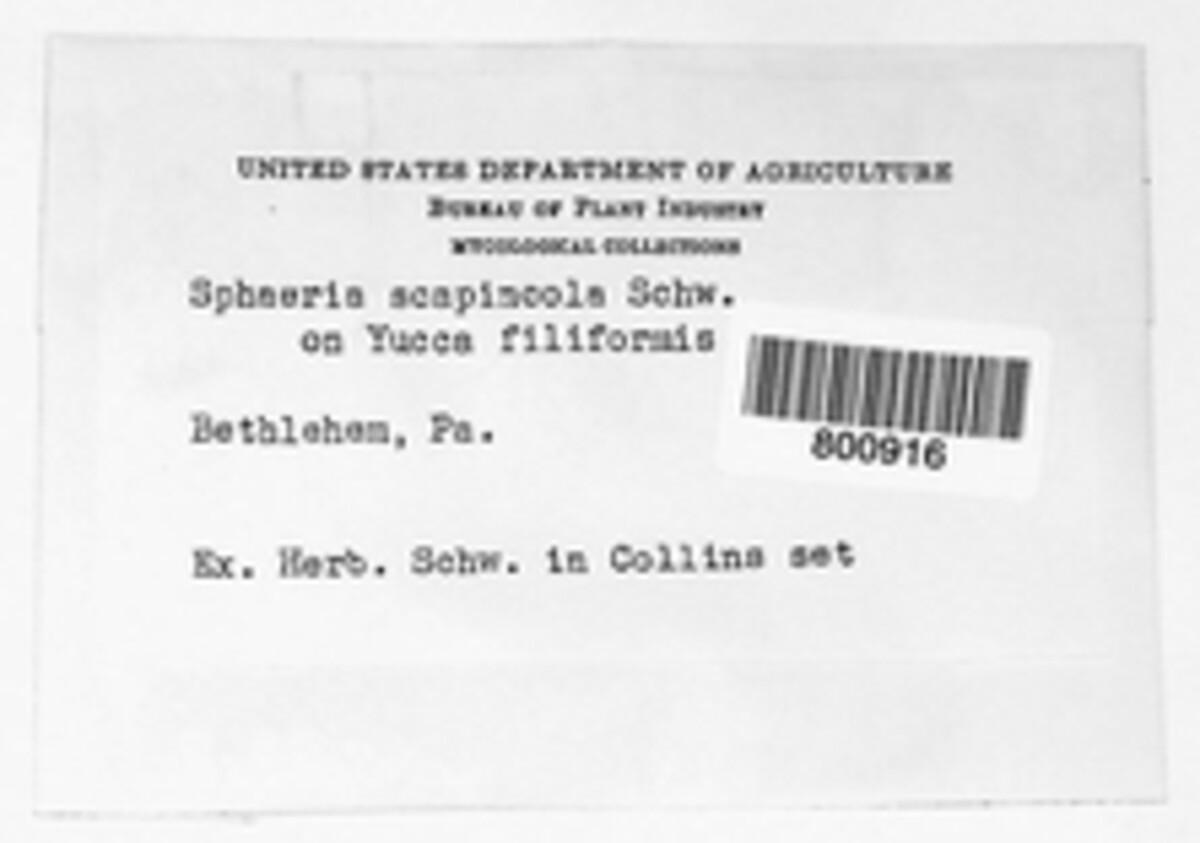 UNITED STATES DEPARTMENT OF AGRICULTURE
BUREAU OF PLANT INDUSTRY
MYCOLOGICAL COLLECTIONS
Sphaeria scapincola Schw.
on Yucca filiformis
800916
Bethlehem, Pa.
Ex. Herb. Schw. in Collins set